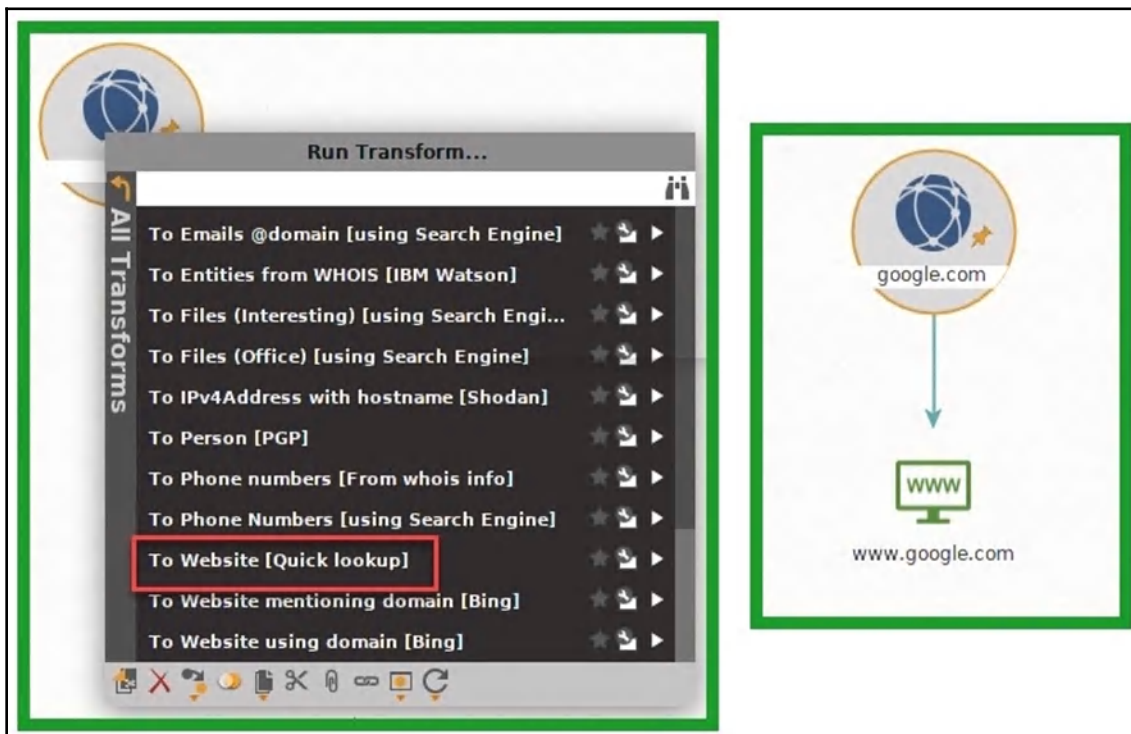 Run Transform...
All Transforms
To Emails @domain [using Search Engine]
To Entities from WHOIS [IBM Watson]
To Files (Interesting) [using Search Engi...
To Files (Office) [using Search Engine]
To IPv4Address with hostname [Shodan]
To Person [PGP]
To Phone numbers [From whois info]
To Phone Numbers [using Search Engine]
To Website [Quick lookup]
To Website mentioning domain [Bing]
To Website using domain [Bing]
google.com
WWW
www.google.com